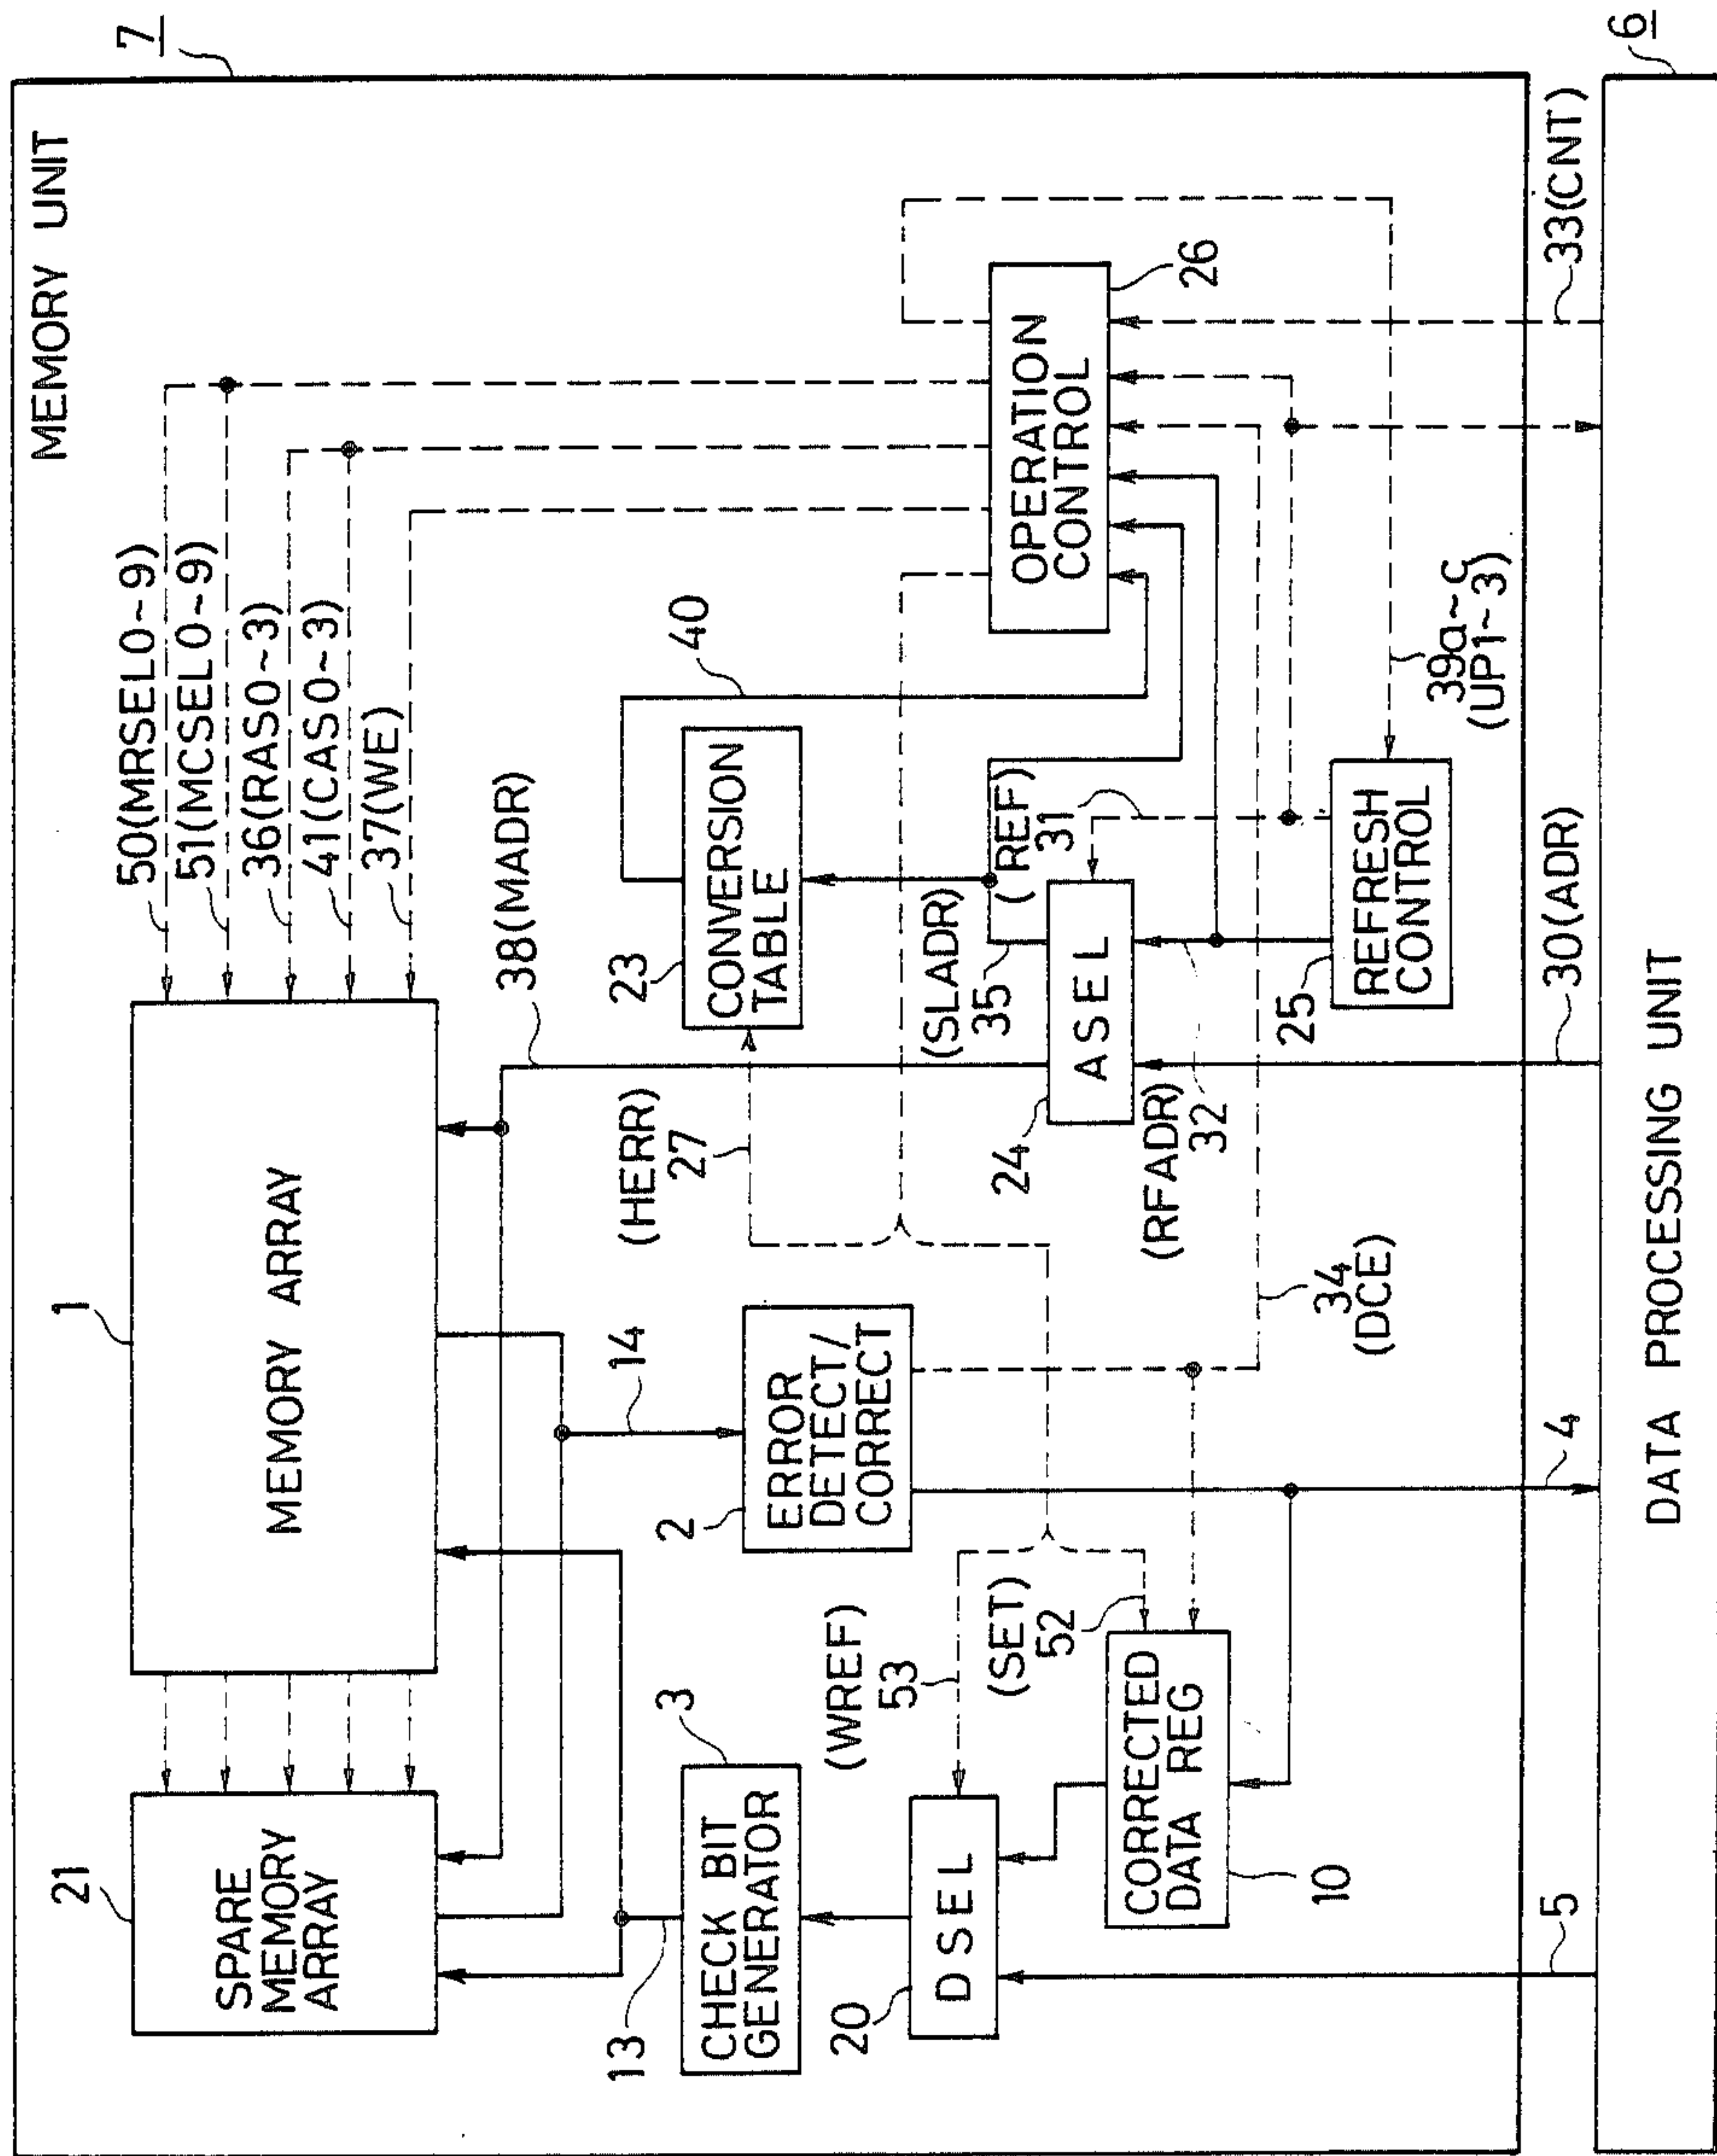 MEMORY UNIT
7
50(MRSEL0~9)
51(MCSEL0~9)
36(RAS0~3)
41(CAS0~3)
37(WE)
21
SPARE
MEMORY
ARRAY
1
MEMORY ARRAY
38(MADR)
13
CHECK BIT
GENERATOR
3
14
2
ERROR
DETECT/
CORRECT
(HERR)
27
23
CONVERSION
TABLE
40
20
D SEL
(WREF)
53
(SET)
52
CORRECTED
DATA REG
10
24
A SEL
(SLADR)
35
(REF)
31
(RFADR)
32
34
(DCE)
25
REFRESH
CONTROL
OPERATION
CONTROL
26
39a~c
(UP1~3)
5
4
30(ADR)
33(CNT)
DATA PROCESSING UNIT
6